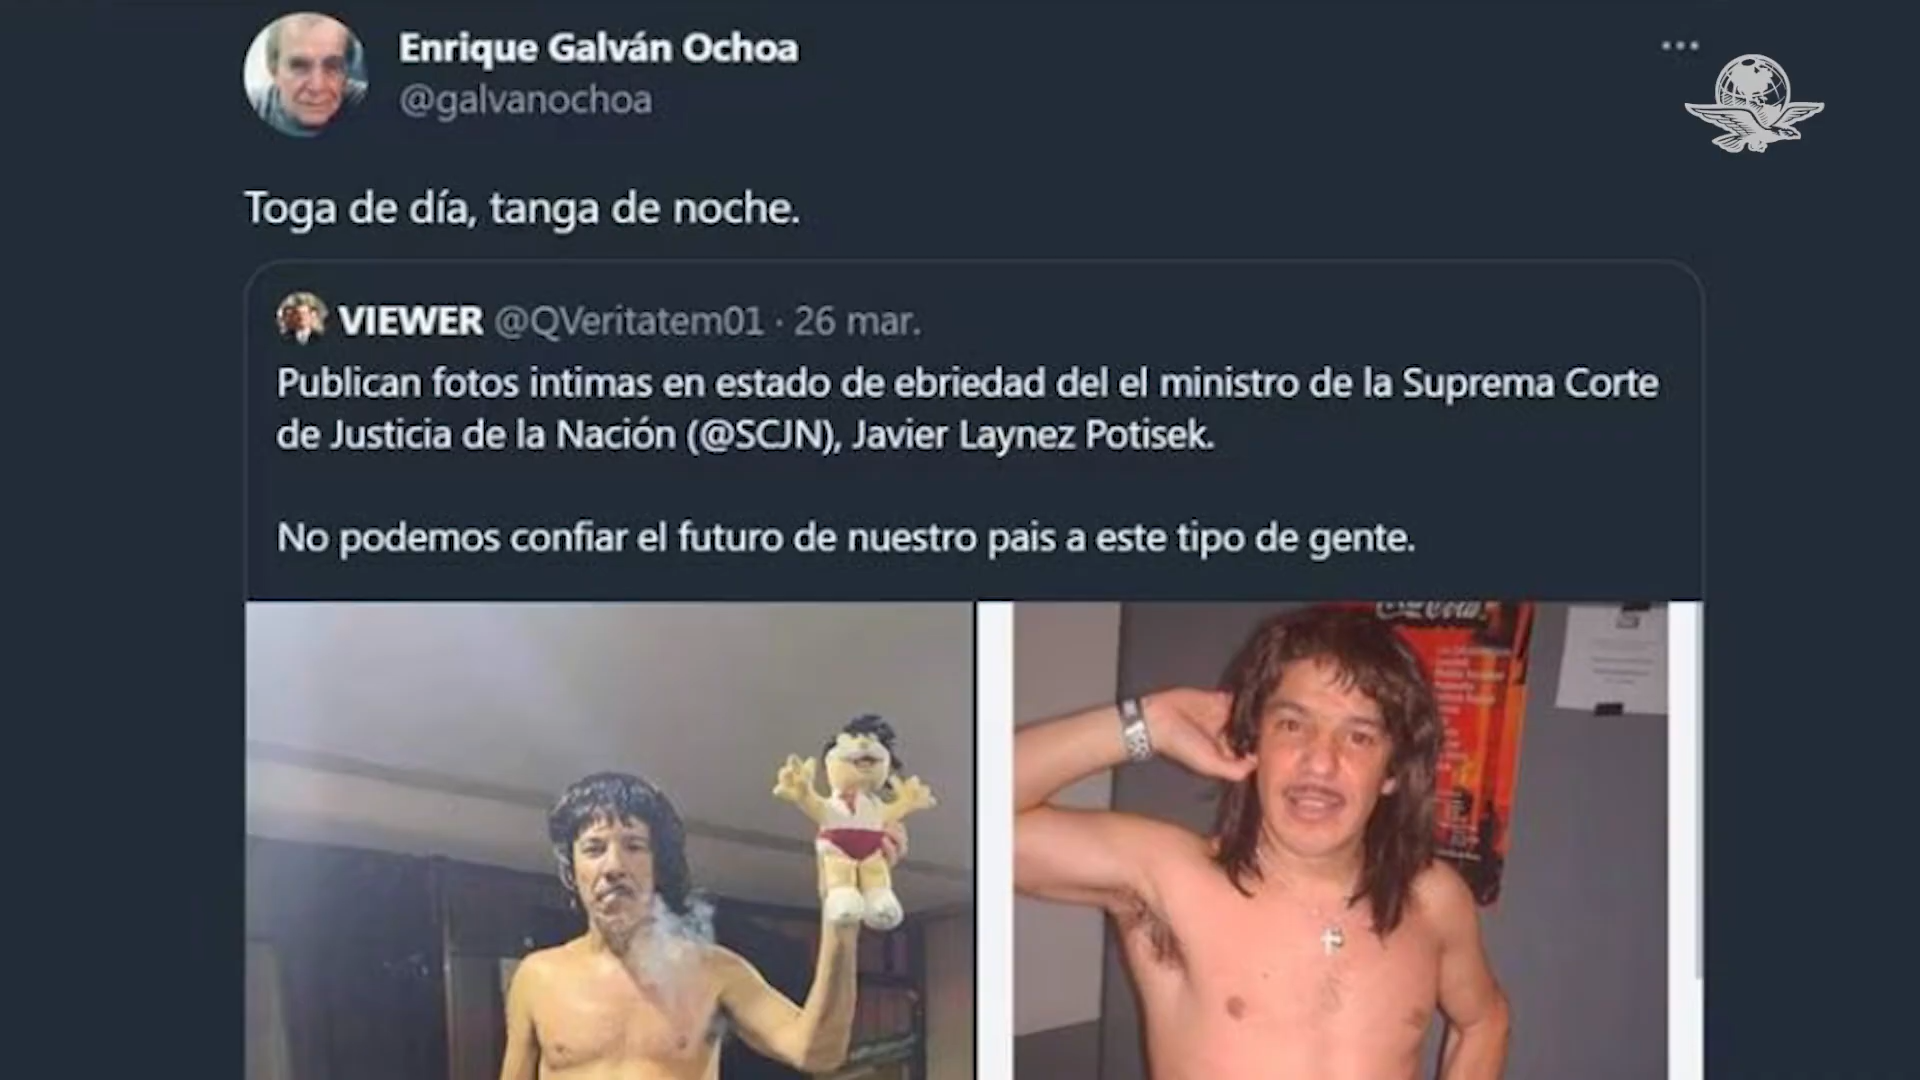 Enrique Galván Ochoa
@galvanochoa
Toga de día, tanga de noche.
VIEWER @QVeritatem01 · 26 mar.
Publican fotos intimas en estado de ebriedad del el ministro de la Suprema Corte
de Justicia de la Nación (@SCJN), Javier Laynez Potisek.
No podemos confiar el futuro de nuestro pais a este tipo de gente.